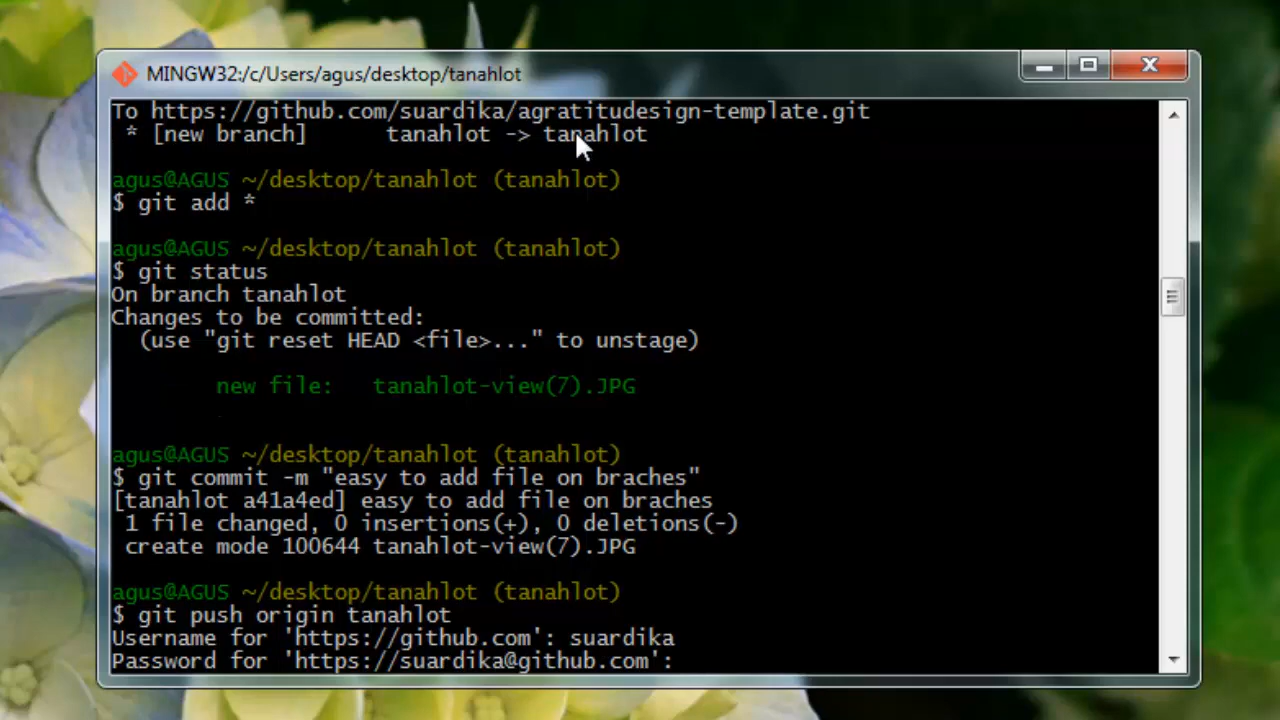 MINGW32:/c/Users/agus/desktop/tanahlot
To https://github.com/suardika/agratitudesign-template.git
* [new branch]      tanahlot -> tanahlot
agus@AGUS ~/desktop/tanahlot (tanahlot)
$ git add *
agus@AGUS ~/desktop/tanahlot (tanahlot)
$ git status
On branch tanahlot
Changes to be committed:
(use "git reset HEAD <file>..." to unstage)
new file:   tanahlot-view(7).JPG
agus@AGUS ~/desktop/tanahlot (tanahlot)
$ git commit -m "easy to add file on braches"
[tanahlot a41a4ed] easy to add file on braches
1 file changed, 0 insertions(+), 0 deletions(-)
create mode 100644 tanahlot-view(7).JPG
agus@AGUS ~/desktop/tanahlot (tanahlot)
$ git push origin tanahlot
Username for 'https://github.com': suardika
Password for 'https://suardika@github.com':